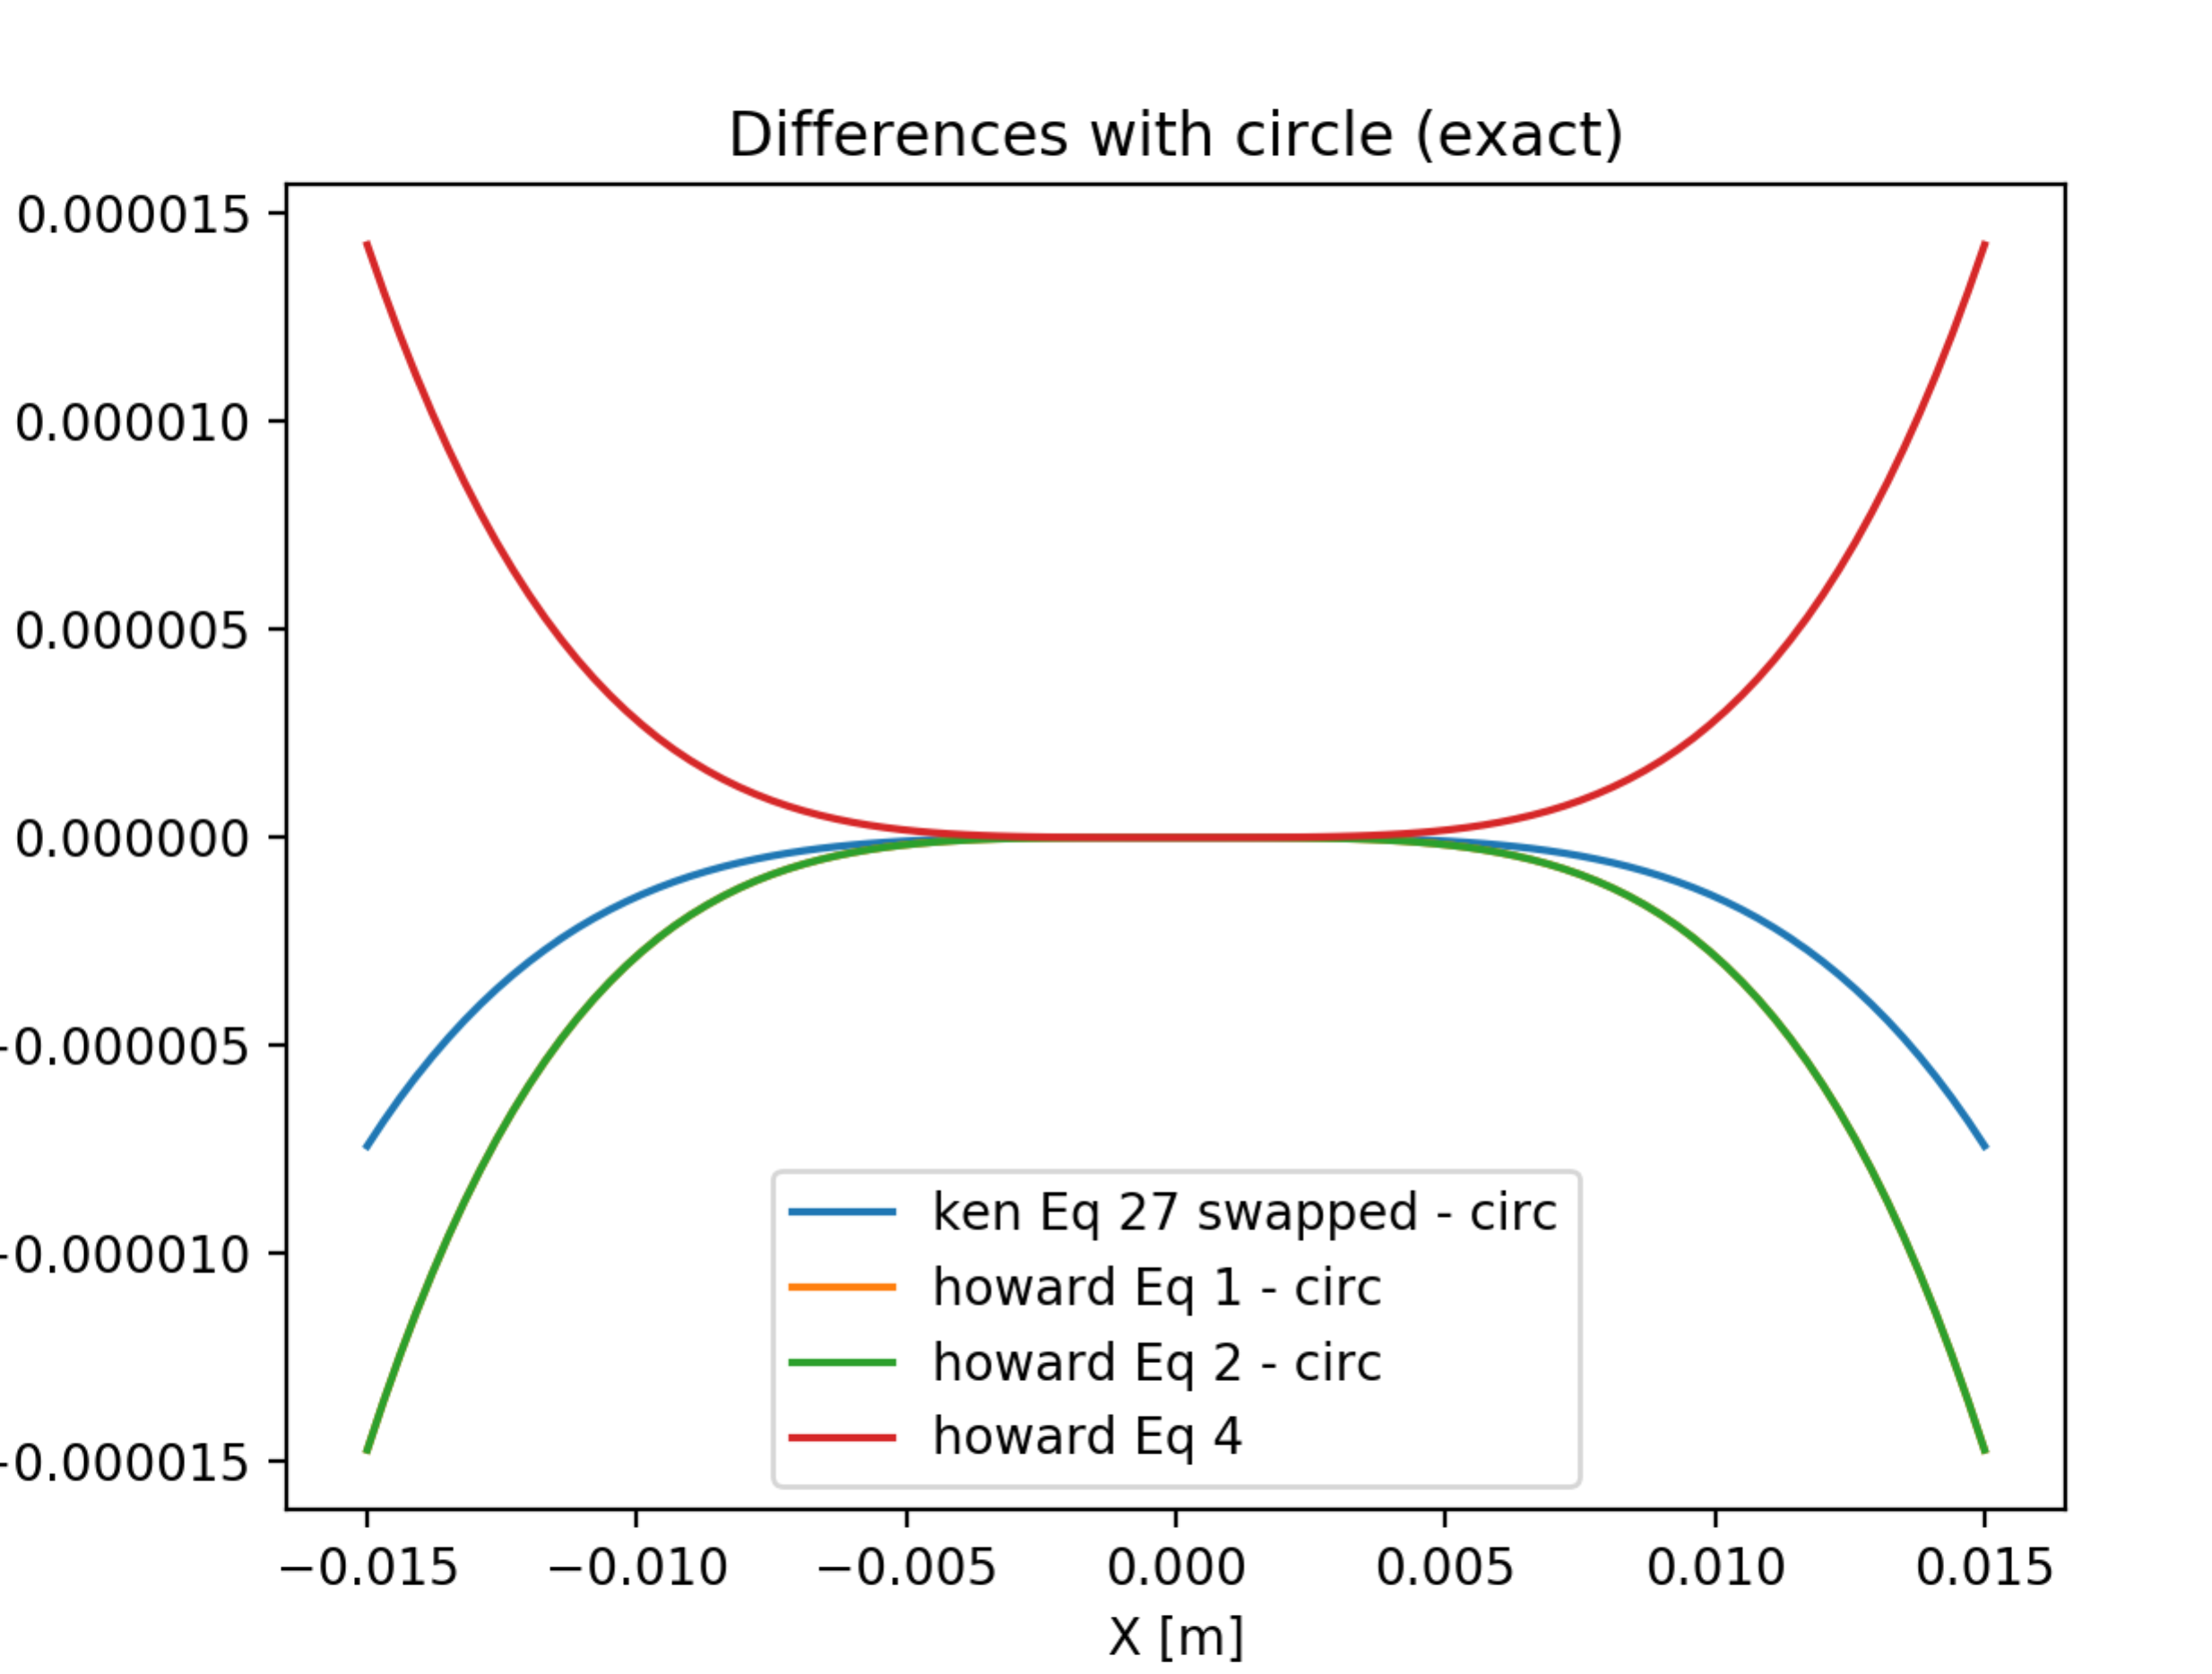 Differences with circle (exact)
0.000015
0.000010
0.000005
0.000000
-0.000005
-0.000010
-0.000015
ken Eq 27 swapped - circ
howard Eq 1 - circ
howard Eq 2 - circ
howard Eq 4
−0.015 −0.010 −0.005 0.000 0.005 0.010 0.015
X [m]